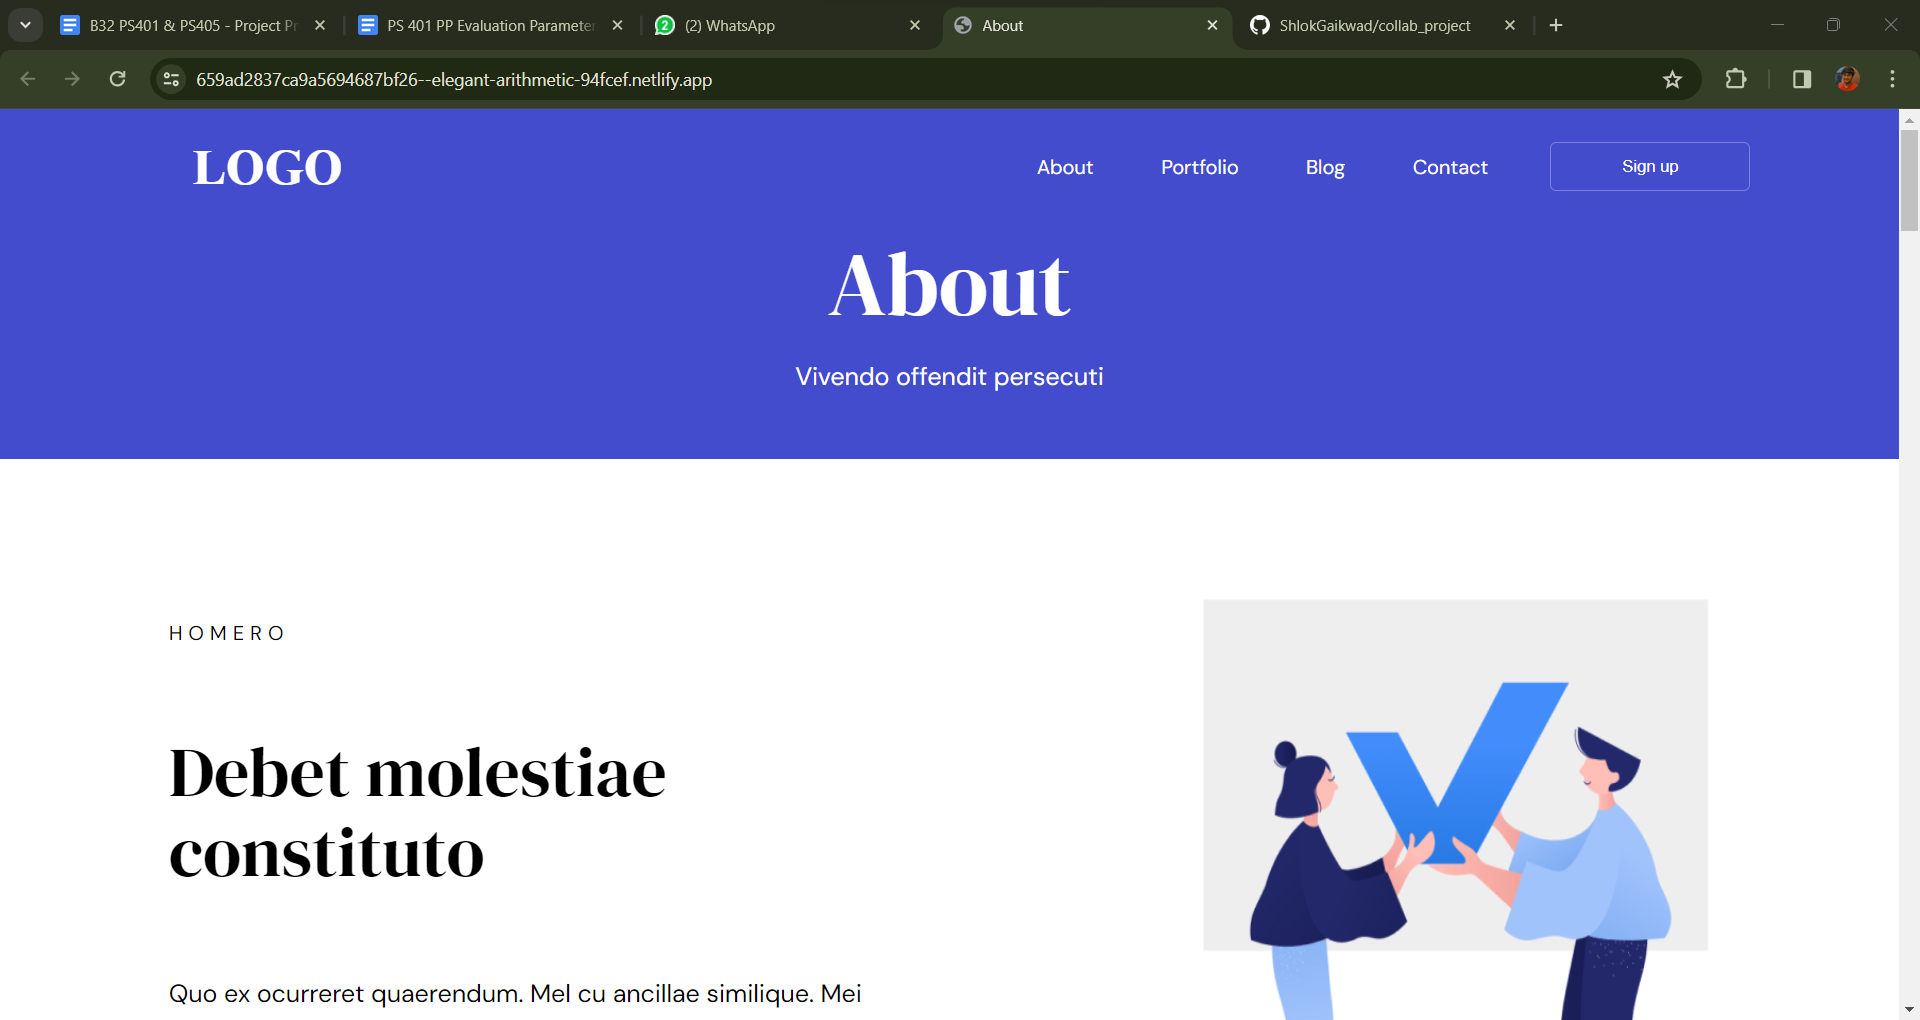 B32 PS401 & PS405 - Project Pr
PS 401 PP Evaluation Parameter
2 (2) WhatsApp
About
ShlokGaikwad/collab_project
659ad2837ca9a5694687bf26--elegant-arithmetic-94fcef.netlify.app
LOGO
About
Portfolio
Blog
Contact
Sign up
About
Vivendo offendit persecuti
HOMERO
Debet molestiae
constituto
Quo ex ocurreret quaerendum. Mel cu ancillae similique. Mei